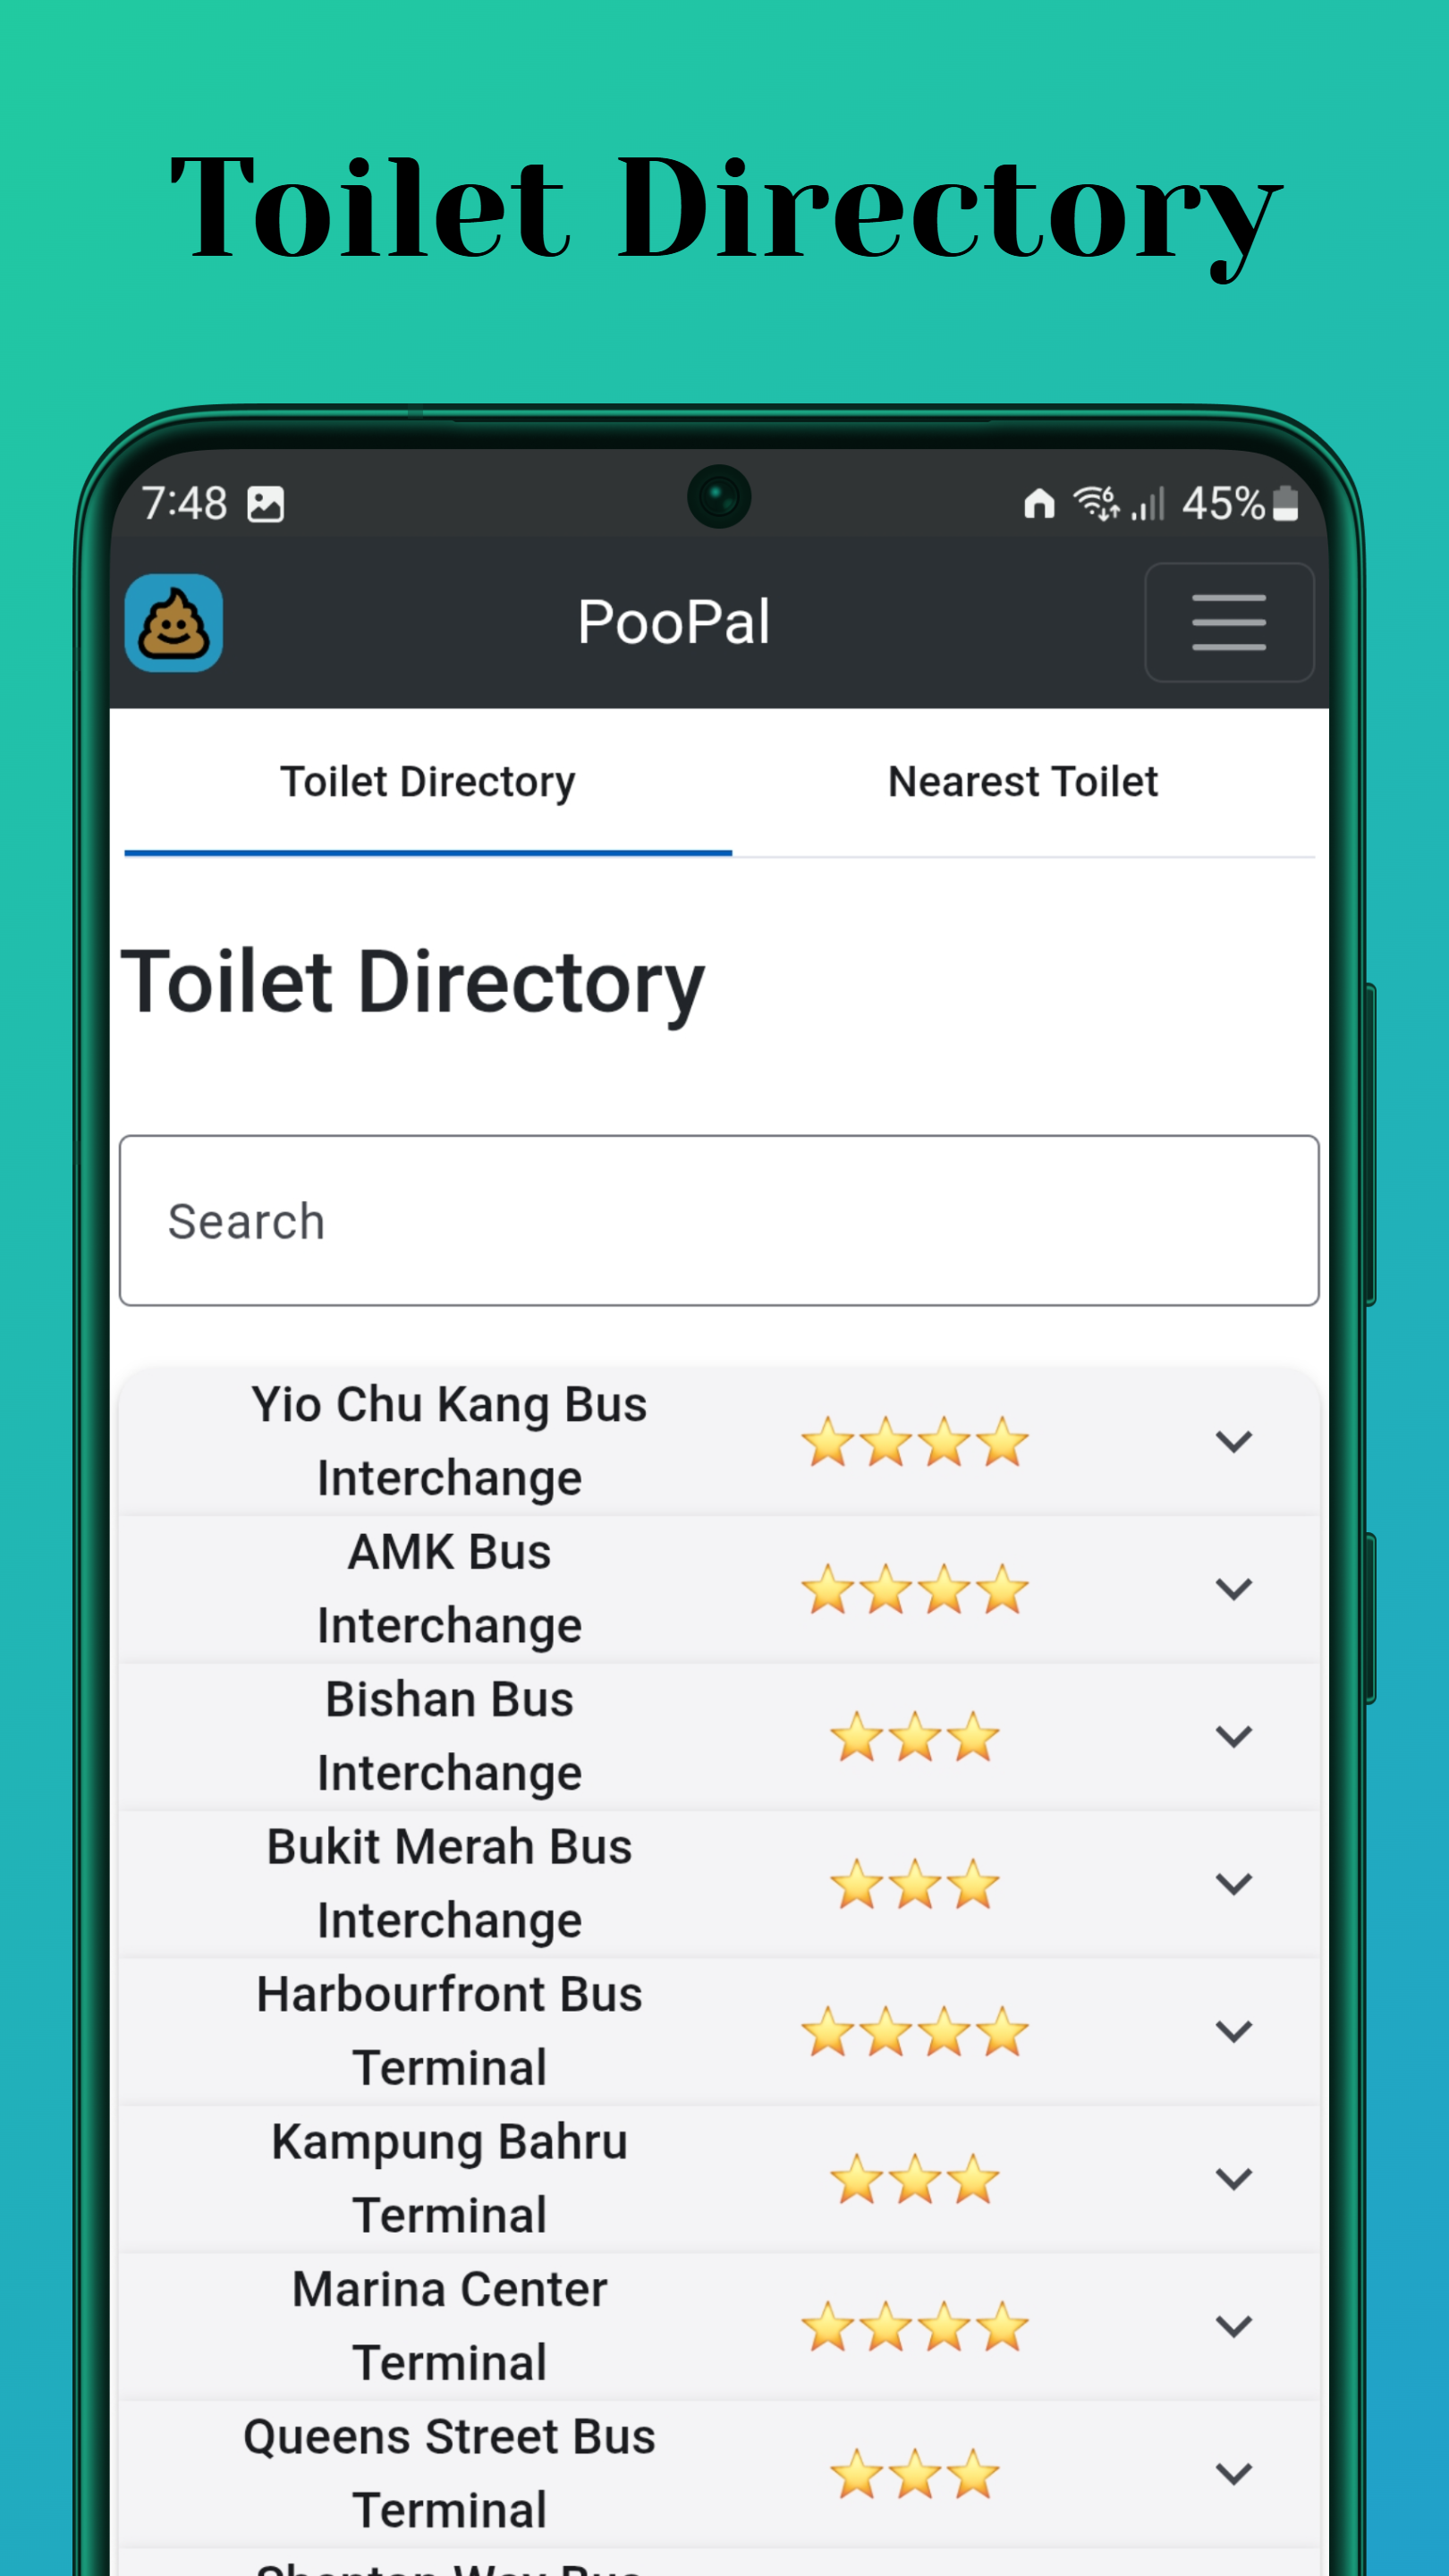 Toilet Directory
7:48
6
45%
PooPal
Toilet Directory
Nearest Toilet
Toilet Directory
Search
Yio Chu Kang Bus
Interchange
AMK Bus
Interchange
Bishan Bus
Interchange
Bukit Merah Bus
Interchange
Harbourfront Bus
Terminal
Kampung Bahru
Terminal
Marina Center
Terminal
Queens Street Bus
Terminal